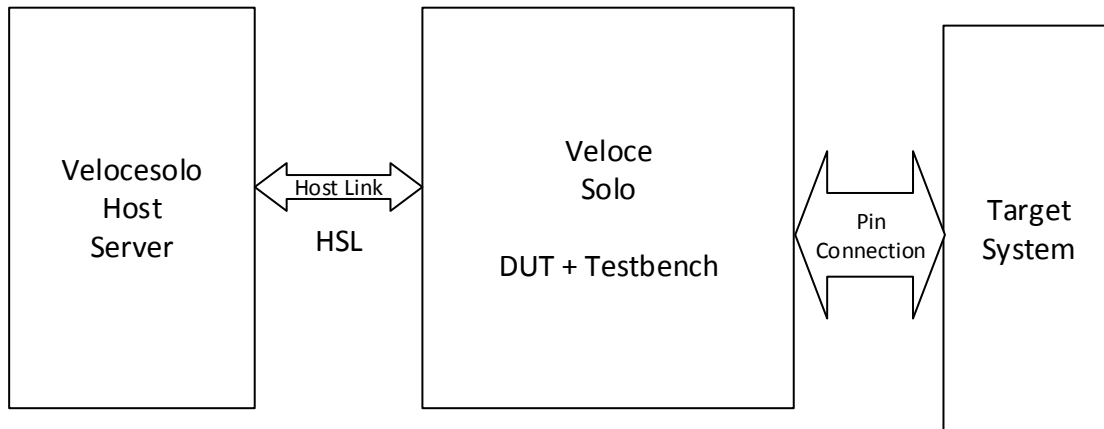 Velocesolo
Host
Server
Host Link
HSL
Veloce
Solo
DUT + Testbench
Pin
Connection
Target
System